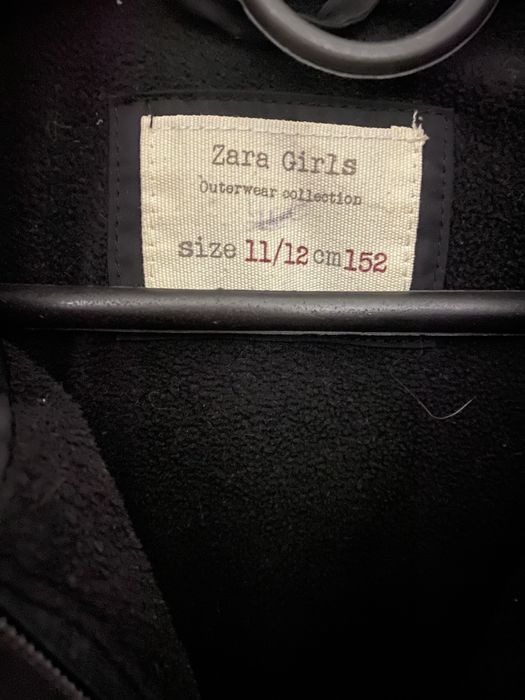 Zara Girls
Outerwear collection
size 11/12 cm 152